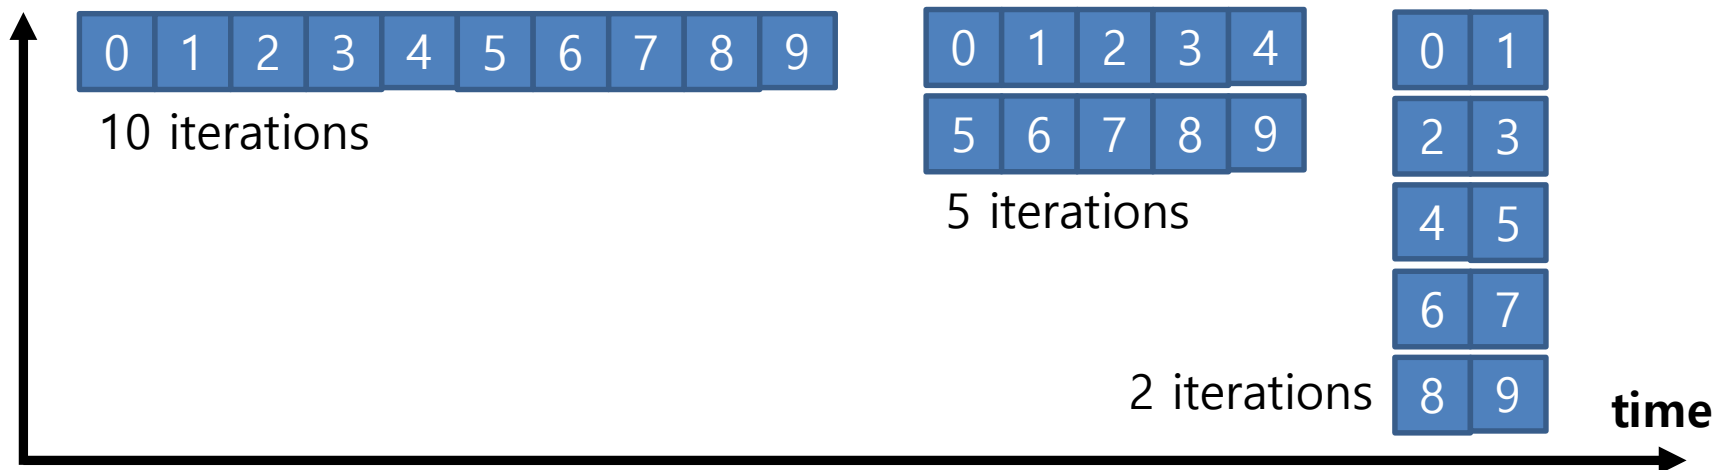 0 1 2 3 4 5 6 7 8 9
10 iterations
0 1 2 3 4
5 6 7 8 9
5 iterations
0 1
2 3
4 5
6 7
8 9
2 iterations
time